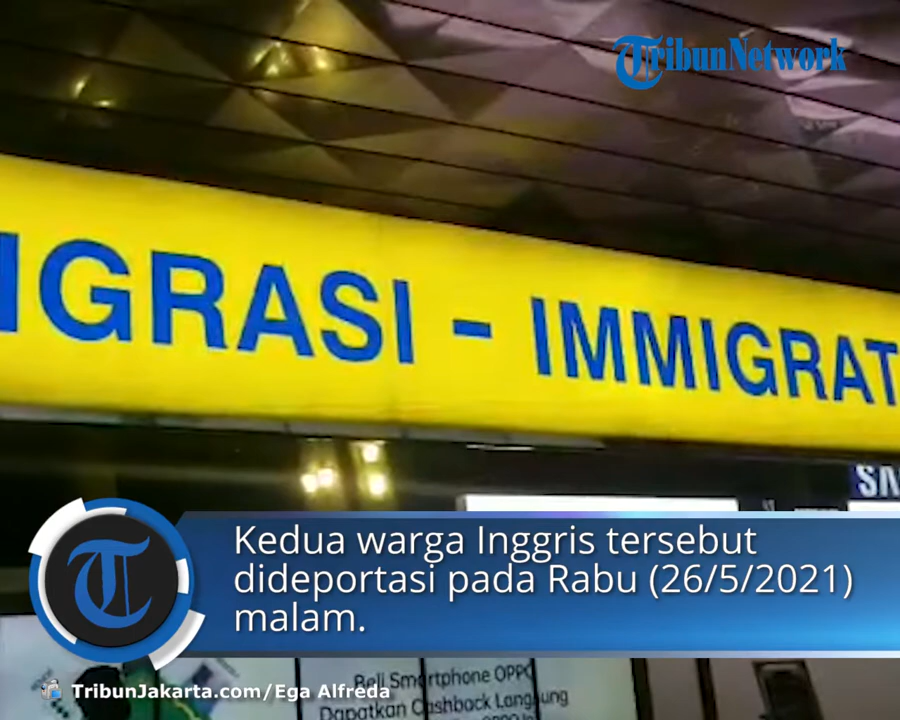 TribunNetwork
IGRASI - IMMIGRAT
SA
Kedua warga Inggris tersebut
dideportasi pada Rabu (26/5/2021)
malam.
T
TribunJakarta.com/Ega Alfreda
Beli Smartphone OPPO
Dapatkan Cashback Langsung